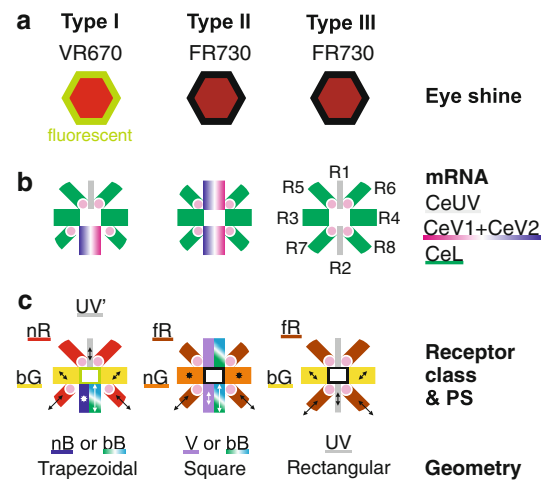 a Type I Type II Type III
VR670 FR730 FR730
Eye shine
fluorescent
b R1 mRNA
R5 R6
CeUV
R3 R4
CeV1+CeV2
R7 R8
CeL
R2
c UV'
nR fR fR
Receptor
bG nG bG
class
& PS
nB or bB V or bB UV
Trapezoidal Square Rectangular Geometry